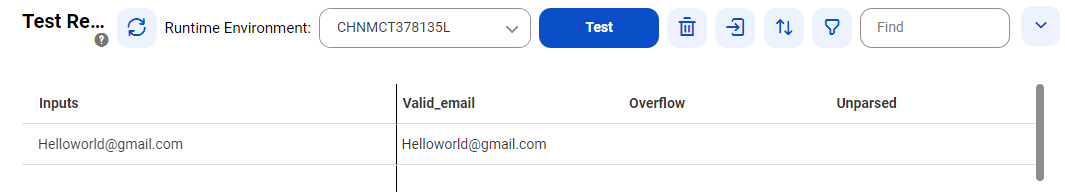 Test Re...
Runtime Environment: CHNMCT378135L Test Find
Inputs Valid_email Overflow Unparsed
Helloworld@gmail.com Helloworld@gmail.com